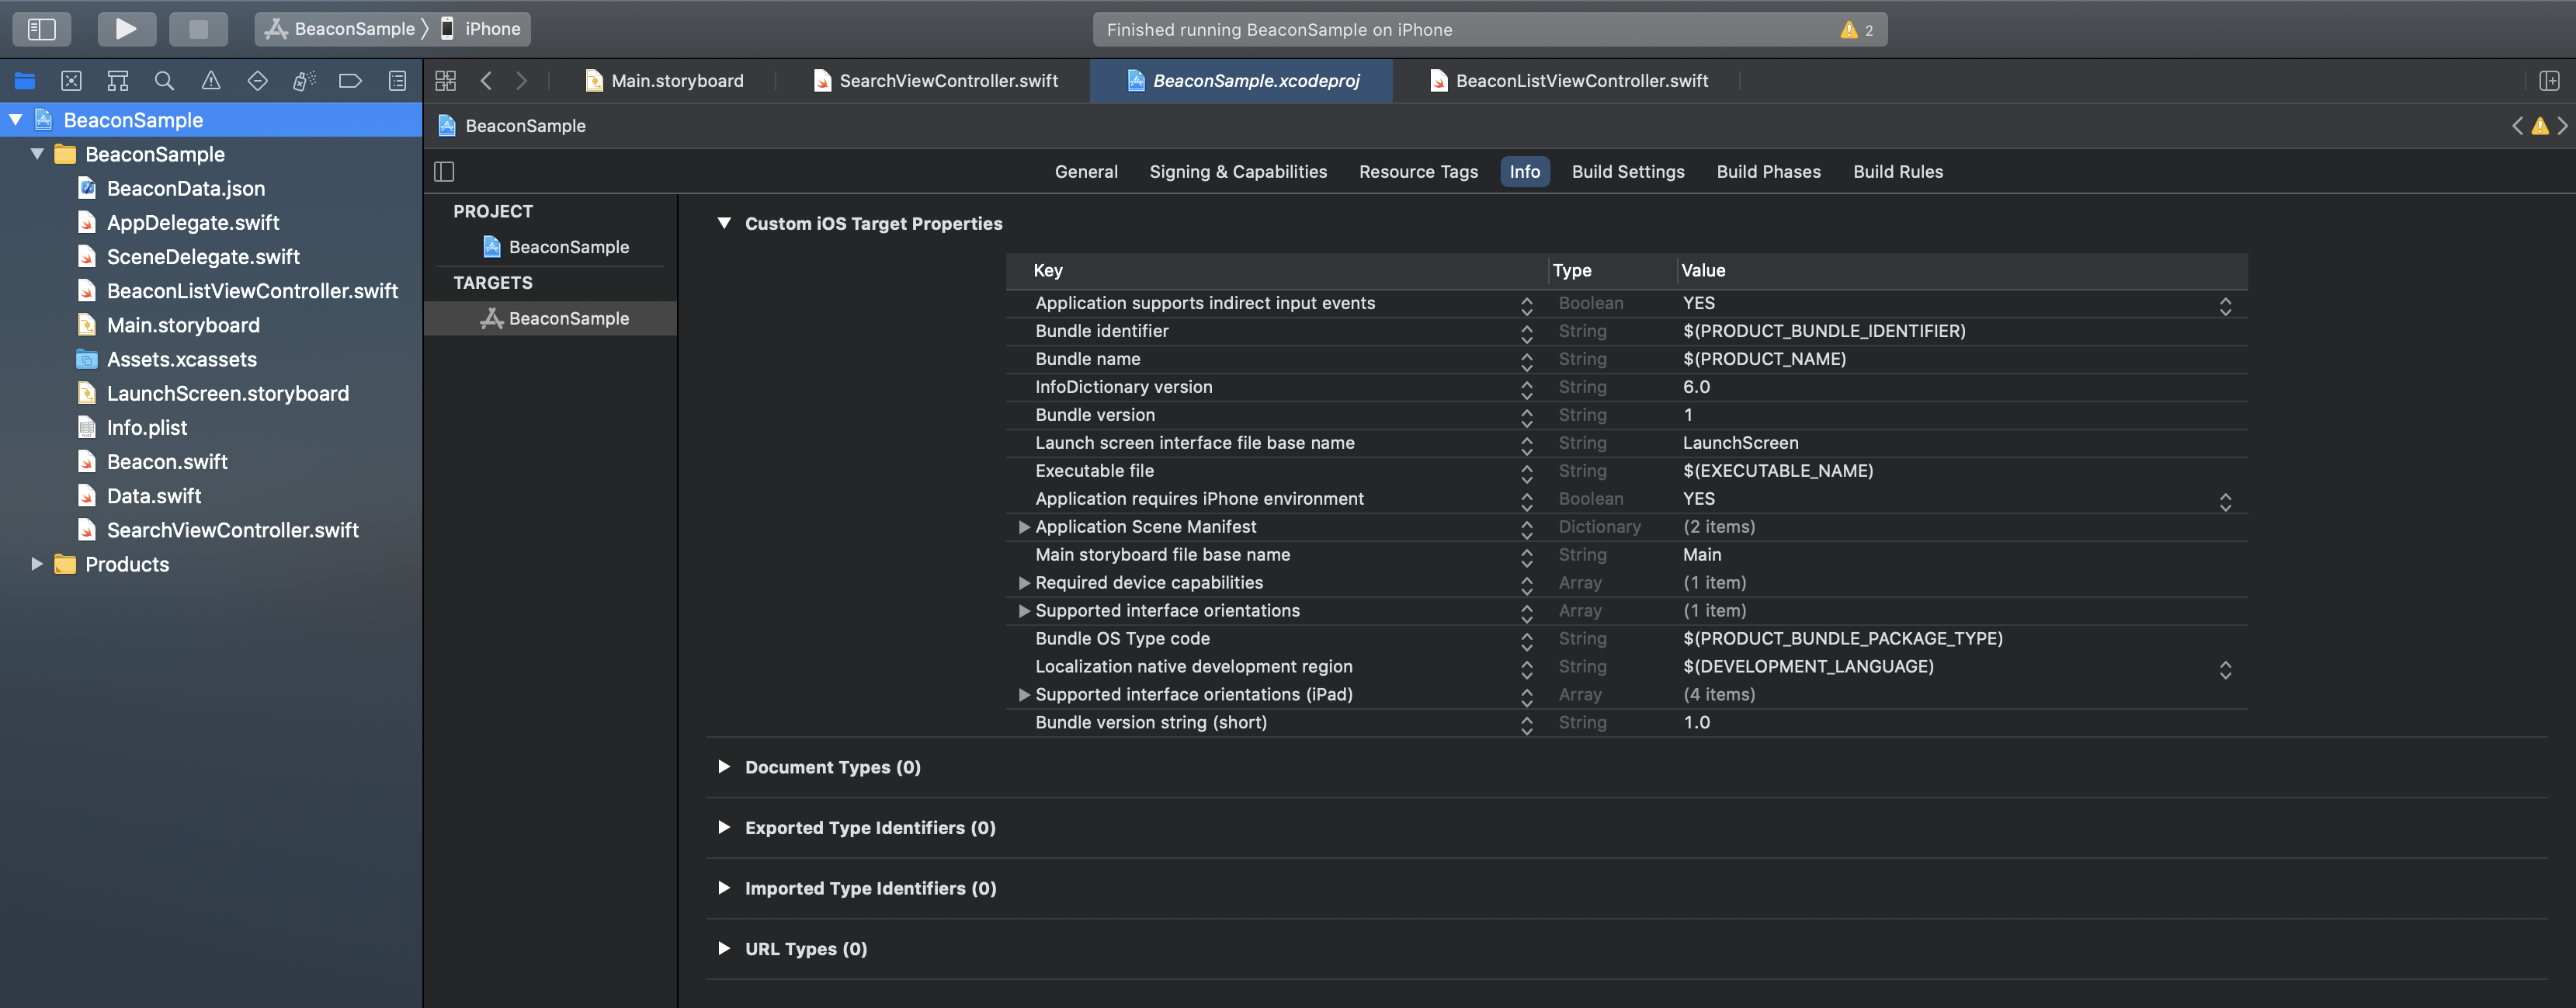 BeaconSample
iPhone
Finished running BeaconSample on iPhone
2
Main.storyboard
SearchViewController.swift
BeaconSample.xcodeproj
BeaconListViewController.swift
BeaconSample
BeaconSample
BeaconData.json
AppDelegate.swift
SceneDelegate.swift
BeaconListViewController.swift
Main.storyboard
Assets.xcassets
LaunchScreen.storyboard
Info.plist
Beacon.swift
Data.swift
SearchViewController.swift
Products
BeaconSample
General Signing & Capabilities Resource Tags Info Build Settings Build Phases Build Rules
PROJECT
BeaconSample
TARGETS
BeaconSample
Custom iOS Target Properties
Key Type Value
Application supports indirect input events Boolean YES
Bundle identifier String $(PRODUCT_BUNDLE_IDENTIFIER)
Bundle name String $(PRODUCT_NAME)
InfoDictionary version String 6.0
Bundle version String 1
Launch screen interface file base name String LaunchScreen
Executable file String $(EXECUTABLE_NAME)
Application requires iPhone environment Boolean YES
Application Scene Manifest Dictionary (2 items)
Main storyboard file base name String Main
Required device capabilities Array (1 item)
Supported interface orientations Array (1 item)
Bundle OS Type code String $(PRODUCT_BUNDLE_PACKAGE_TYPE)
Localization native development region String $(DEVELOPMENT_LANGUAGE)
Supported interface orientations (iPad) Array (4 items)
Bundle version string (short) String 1.0
Document Types (0)
Exported Type Identifiers (0)
Imported Type Identifiers (0)
URL Types (0)